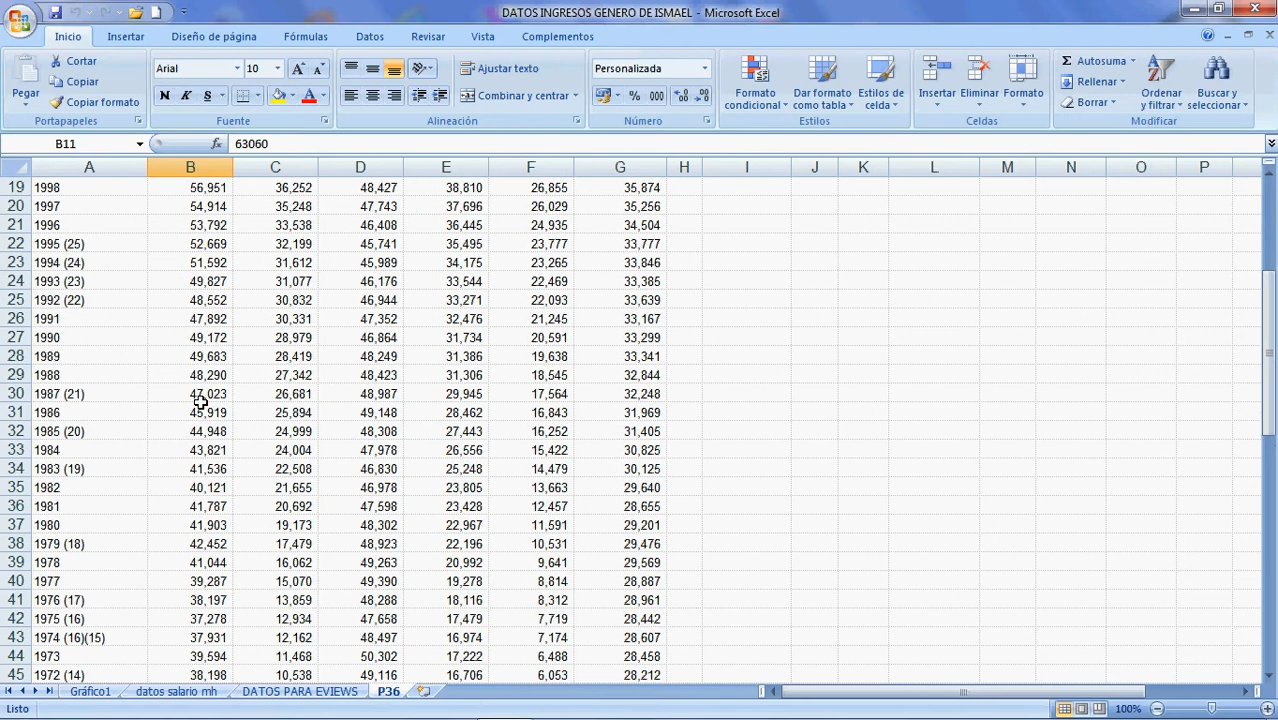 DATOS INGRESOS GENERO DE ISMAEL - Microsoft Excel
Inicio Insertar Diseño de página Fórmulas Datos Revisar Vista Complementos
Pegar Cortar Copiar Copiar formato
Portapapeles
Arial 10
N K S
Fuente
Ajustar texto
Combinar y centrar
Alineación
Personalizada
% 000
Número
Formato condicional Dar formato como tabla Estilos de celda
Estilos
Insertar Eliminar Formato
Celdas
Autosuma Rellenar Borrar Ordenar y filtrar Buscar y seleccionar
Modificar
B11 fx 63060
A B C D E F G H I J K L M N O P
19 1998 56,951 36,252 48,427 38,810 26,855 35,874
20 1997 54,914 35,248 47,743 37,696 26,029 35,256
21 1996 53,792 33,538 46,408 36,445 24,935 34,504
22 1995 (25) 52,669 32,199 45,741 35,495 23,777 33,777
23 1994 (24) 51,592 31,612 45,989 34,175 23,265 33,846
24 1993 (23) 49,827 31,077 46,176 33,544 22,469 33,385
25 1992 (22) 48,552 30,832 46,944 33,271 22,093 33,639
26 1991 47,892 30,331 47,352 32,476 21,245 33,167
27 1990 49,172 28,979 46,864 31,734 20,591 33,299
28 1989 49,683 28,419 48,249 31,386 19,638 33,341
29 1988 48,290 27,342 48,423 31,306 18,545 32,844
30 1987 (21) 47,023 26,681 48,987 29,945 17,564 32,248
31 1986 45,919 25,894 49,148 28,462 16,843 31,969
32 1985 (20) 44,948 24,999 48,308 27,443 16,252 31,405
33 1984 43,821 24,004 47,978 26,556 15,422 30,825
34 1983 (19) 41,536 22,508 46,830 25,248 14,479 30,125
35 1982 40,121 21,655 46,978 23,805 13,663 29,640
36 1981 41,787 20,692 47,598 23,428 12,457 28,655
37 1980 41,903 19,173 48,302 22,967 11,591 29,201
38 1979 (18) 42,452 17,479 48,923 22,196 10,531 29,476
39 1978 41,044 16,062 49,263 20,992 9,641 29,569
40 1977 39,287 15,070 49,390 19,278 8,814 28,887
41 1976 (17) 38,197 13,859 48,288 18,116 8,312 28,961
42 1975 (16) 37,278 12,934 47,658 17,479 7,719 28,442
43 1974 (16)(15) 37,931 12,162 48,497 16,974 7,174 28,607
44 1973 39,594 11,468 50,302 17,222 6,488 28,458
45 1972 (14) 38,198 10,538 49,116 16,706 6,053 28,212
Gráfico1 datos salario mh DATOS PARA EVIEWS P36
Listo 100%